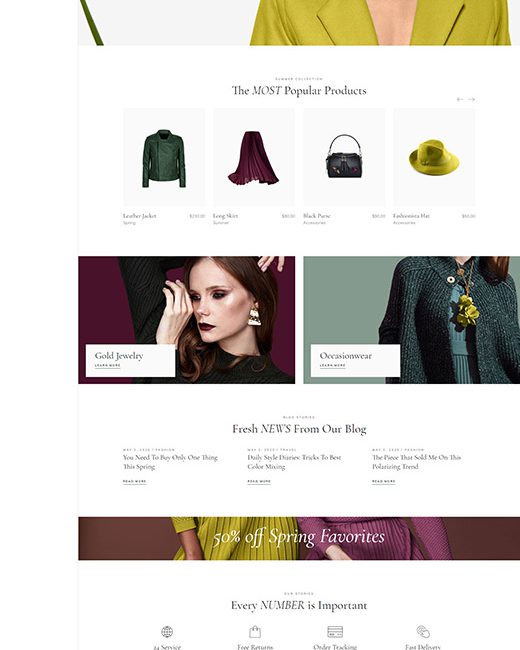 SUMMER COLLECTION
The MOST Popular Products
Leather Jacket
$210.00
Spring
Long Skirt
$80.00
Summer
Black Purse
$90.00
Accessories
Fashionista Hat
$60.00
Accessories
Gold Jewelry
LEARN MORE
Occasionwear
LEARN MORE
BLOG STORIES
Fresh NEWS From Our Blog
MAY 5, 2020 / FASHION
You Need To Buy Only One Thing
This Spring
READ MORE
MAY 5, 2020 / TRAVEL
Daily Style Diaries: Tricks To Best
Color Mixing
READ MORE
MAY 5, 2020 / FASHION
The Piece That Sold Me On This
Polarizing Trend
READ MORE
50% off Spring Favorites
OUR STORIES
Every NUMBER is Important
24 Service
Free Returns
Order Tracking
Fast Delivery